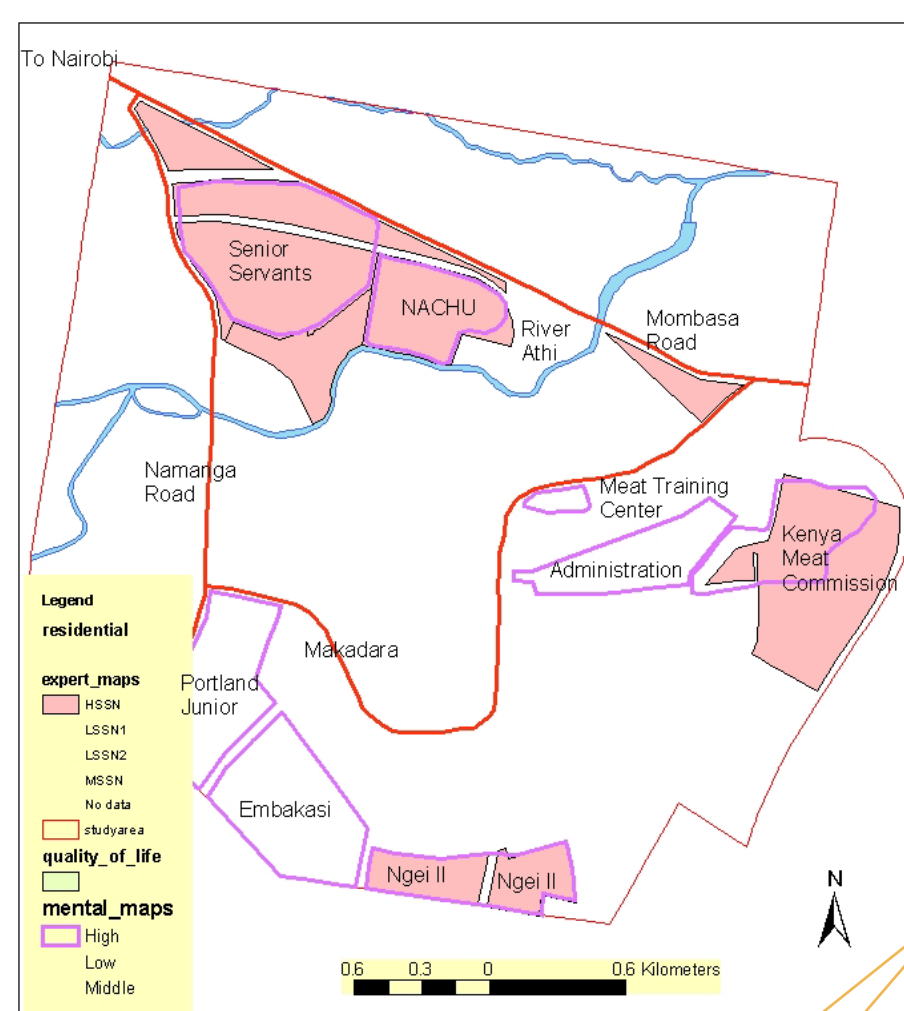 To Nairobi
Senior
Servants
NACHU
River
Athi
Mombasa
Road
Namanga
Road
Meat Training
Center
Administration
Kenya
Meat
Commission
Makadara
Portland
Junior
Embakasi
Ngei II
Ngei II
Legend
residential
expert_maps
HSSN
LSSN1
LSSN2
MSSN
No data
studyarea
quality_of_life
mental_maps
High
Low
Middle
N
0.6 0.3 0 0.6 Kilometers